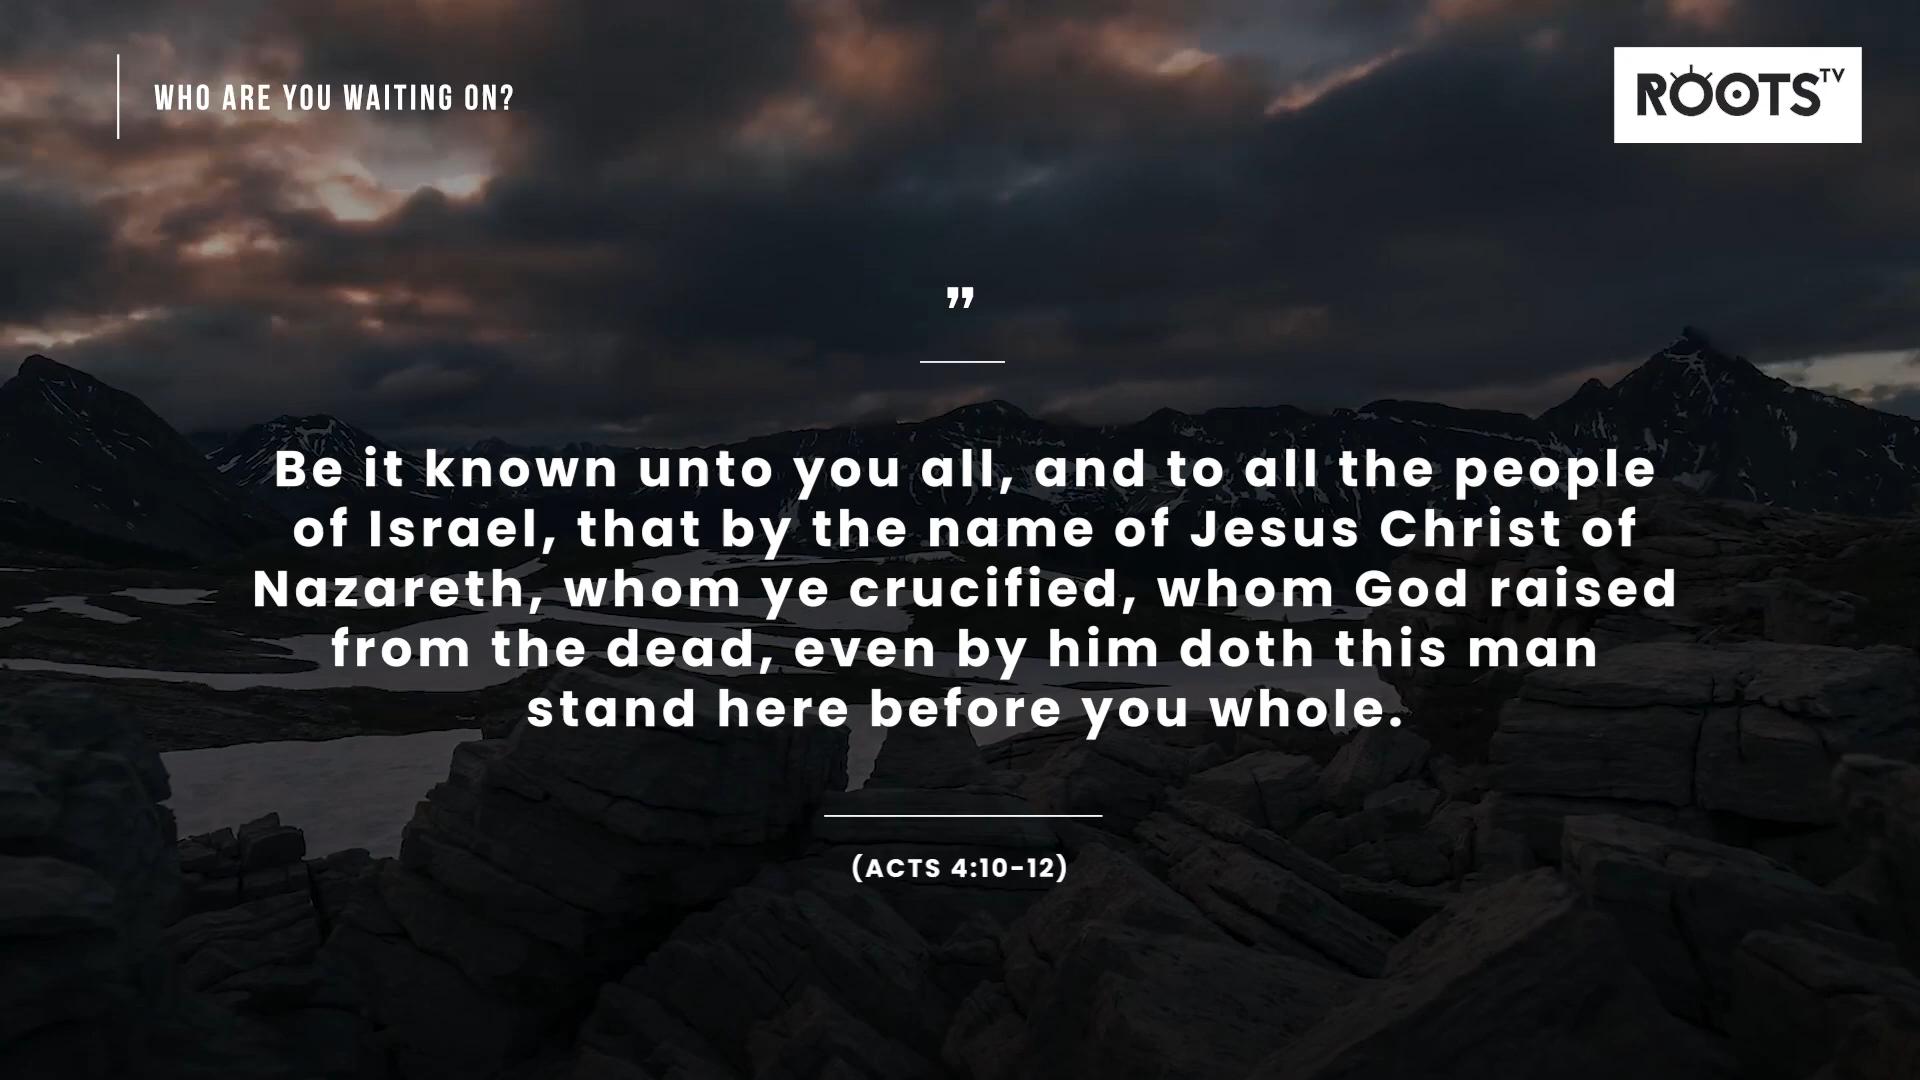 WHO ARE YOU WAITING ON?
ROOTS TV
”
Be it known unto you all, and to all the people
of Israel, that by the name of Jesus Christ of
Nazareth, whom ye crucified, whom God raised
from the dead, even by him doth this man
stand here before you whole.
(ACTS 4:10-12)